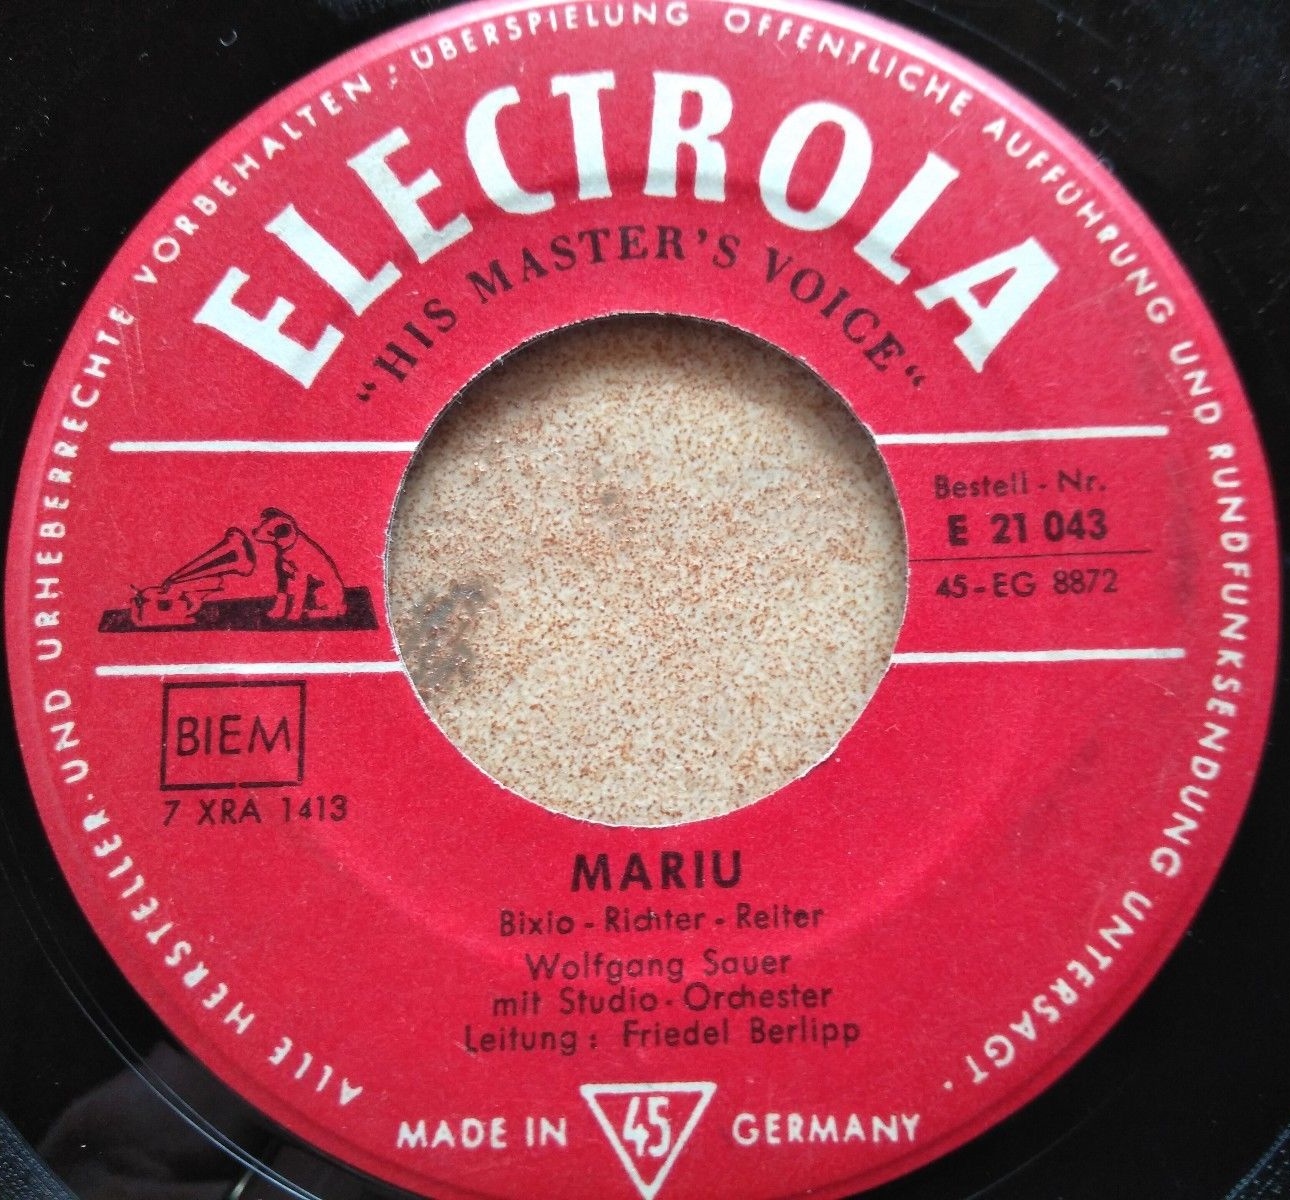 ALLE HERSTELLER- UND URHEBERRECHTE VORBEHALTEN ; ÜBERSPIELUNG ÖFFENTLICHE AUFFÜHRUNG UND RUNDFUNKSENDUNG UNTERSAGT.
ELECTROLA
“HIS MASTER'S VOICE“
Bestell - Nr.
E 21 043
45-EG 8872
BIEM
7 XRA 1413
MARIU
Bixio - Richter - Reiter
Wolfgang Sauer
mit Studio-Orchester
Leitung: Friedel Berlipp
MADE IN 45 GERMANY